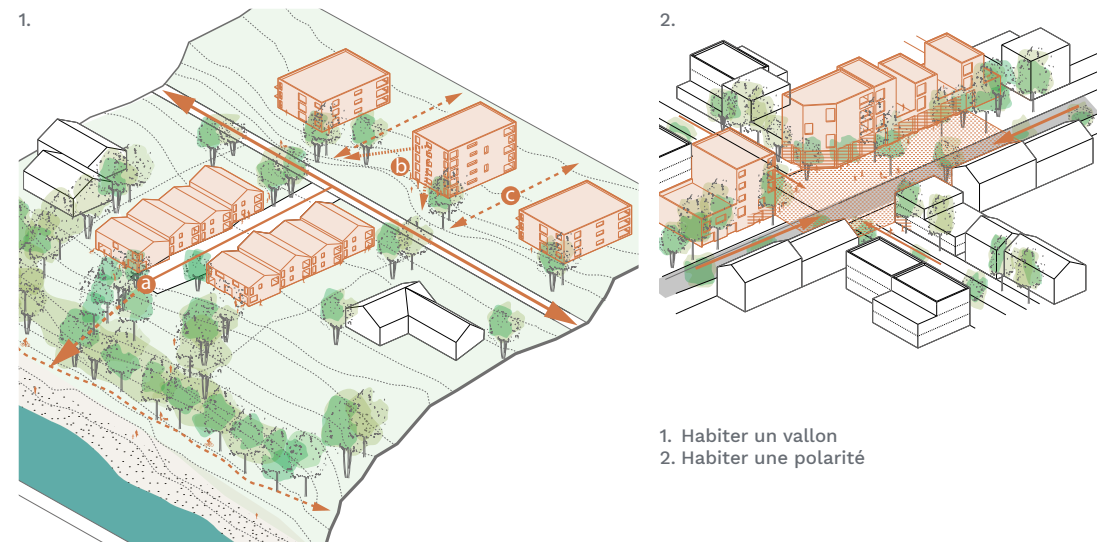 1.
2.
b
c
a
1. Habiter un vallon
2. Habiter une polarité